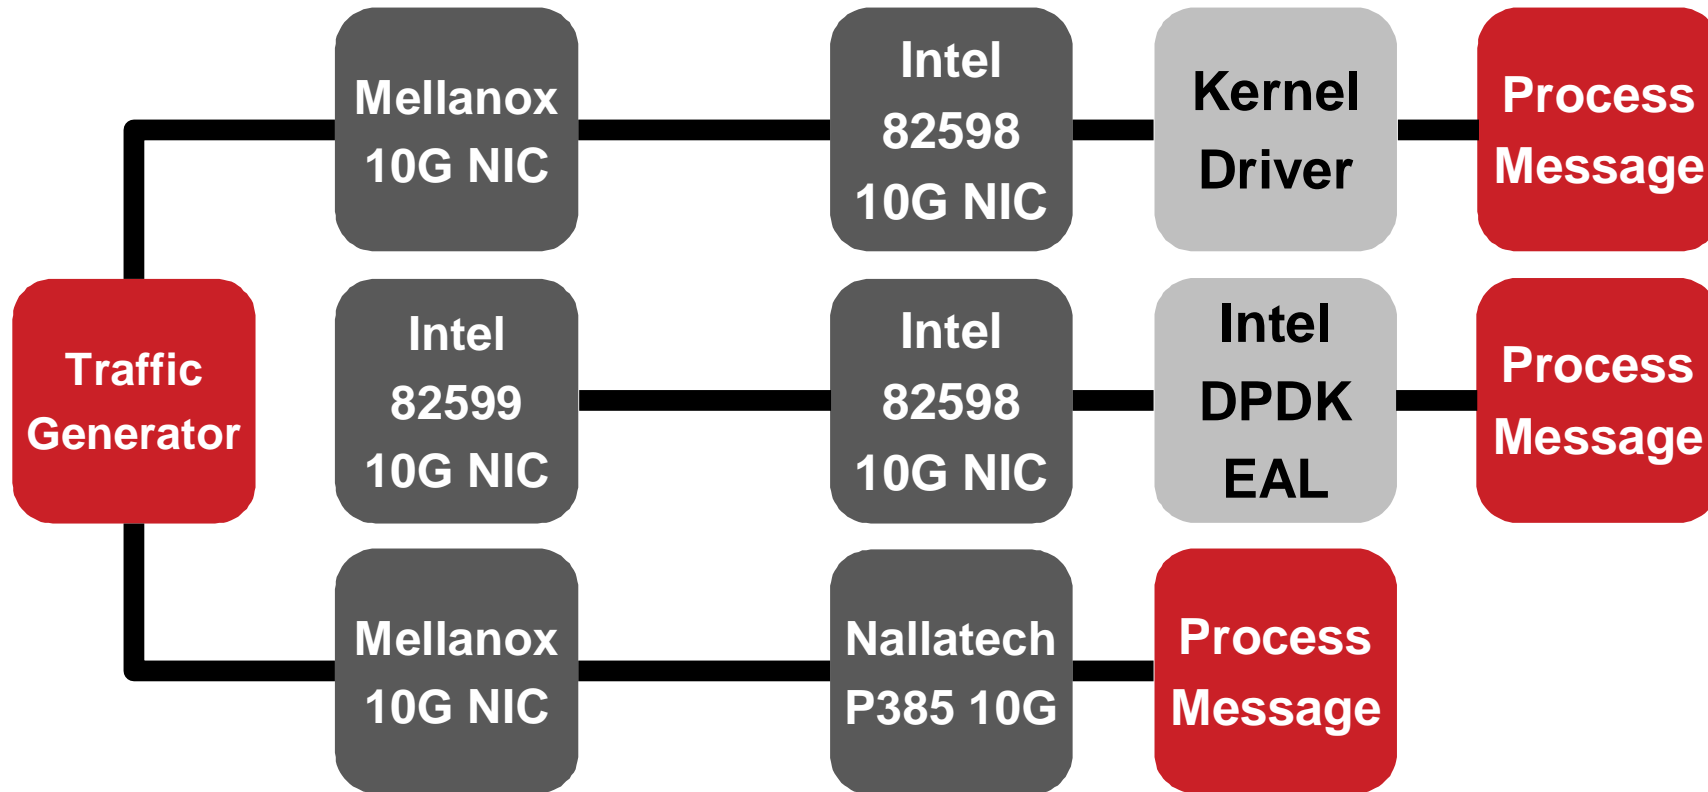 Traffic
Generator
Mellanox
10G NIC
Intel
82598
10G NIC
Kernel
Driver
Process
Message
Intel
82599
10G NIC
Intel
82598
10G NIC
Intel
DPDK
EAL
Process
Message
Mellanox
10G NIC
Nallatech
P385 10G
Process
Message